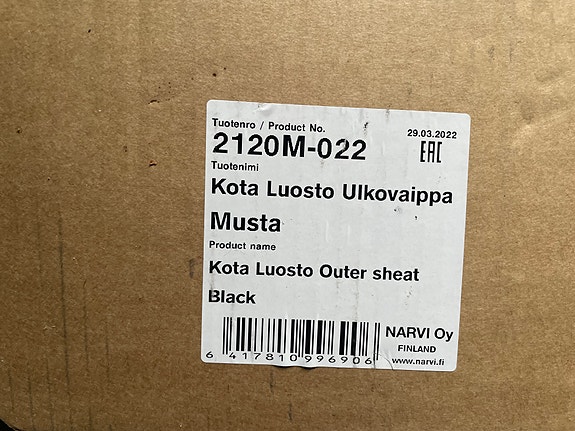 Tuotenro / Product No.
29.03.2022
2120M-022
EAC
Tuotenimi
Kota Luosto Ulkovaippa
Musta
Product name
Kota Luosto Outer sheat
Black
NARVI Oy
FINLAND
www.narvi.fi
6 417810 996906